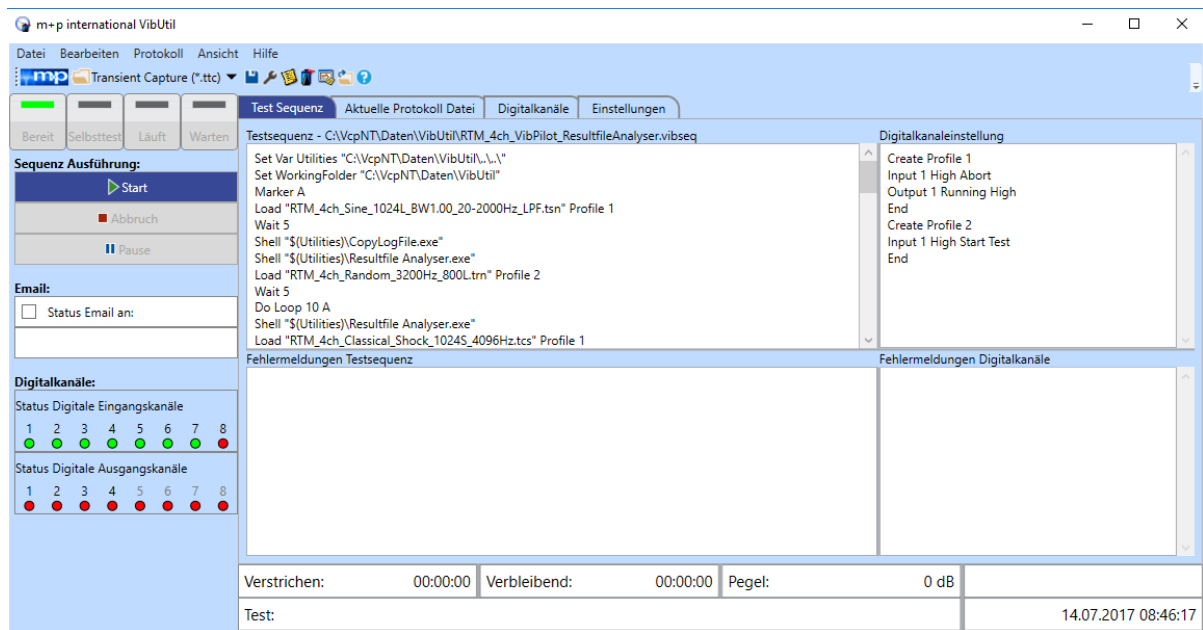 m+p international VibUtil
Datei Bearbeiten Protokoll Ansicht Hilfe
mp Transient Capture (*.ttc)
Bereit Selbsttest Läuft Warten
Sequenz Ausführung:
Start
Abbruch
Pause
Email:
Status Email an:
Digitalkanäle:
Status Digitale Eingangskanäle
1 2 3 4 5 6 7 8
Status Digitale Ausgangskanäle
1 2 3 4 5 6 7 8
Test Sequenz Aktuelle Protokoll Datei Digitalkanäle Einstellungen
Testsequenz - C:\VcpNT\Daten\VibUtil\RTM_4ch_VibPilot_ResultfileAnalyser.vibseq
Set Var Utilities "C:\VcpNT\Daten\VibUtil\..\..\"
Set WorkingFolder "C:\VcpNT\Daten\VibUtil"
Marker A
Load "RTM_4ch_Sine_1024L_BW1.00_20-2000Hz_LPF.tsn" Profile 1
Wait 5
Shell "$(Utilities)\CopyLogFile.exe"
Shell "$(Utilities)\Resultfile Analyser.exe"
Load "RTM_4ch_Random_3200Hz_800L.trn" Profile 2
Wait 5
Do Loop 10 A
Shell "$(Utilities)\Resultfile Analyser.exe"
Load "RTM_4ch_Classical_Shock_1024S_4096Hz.tcs" Profile 1
Digitalkanaleinstellung
Create Profile 1
Input 1 High Abort
Output 1 Running High
End
Create Profile 2
Input 1 High Start Test
End
Fehlermeldungen Testsequenz
Fehlermeldungen Digitalkanäle
Verstrichen: 00:00:00 Verbleibend: 00:00:00 Pegel: 0 dB
Test: 14.07.2017 08:46:17